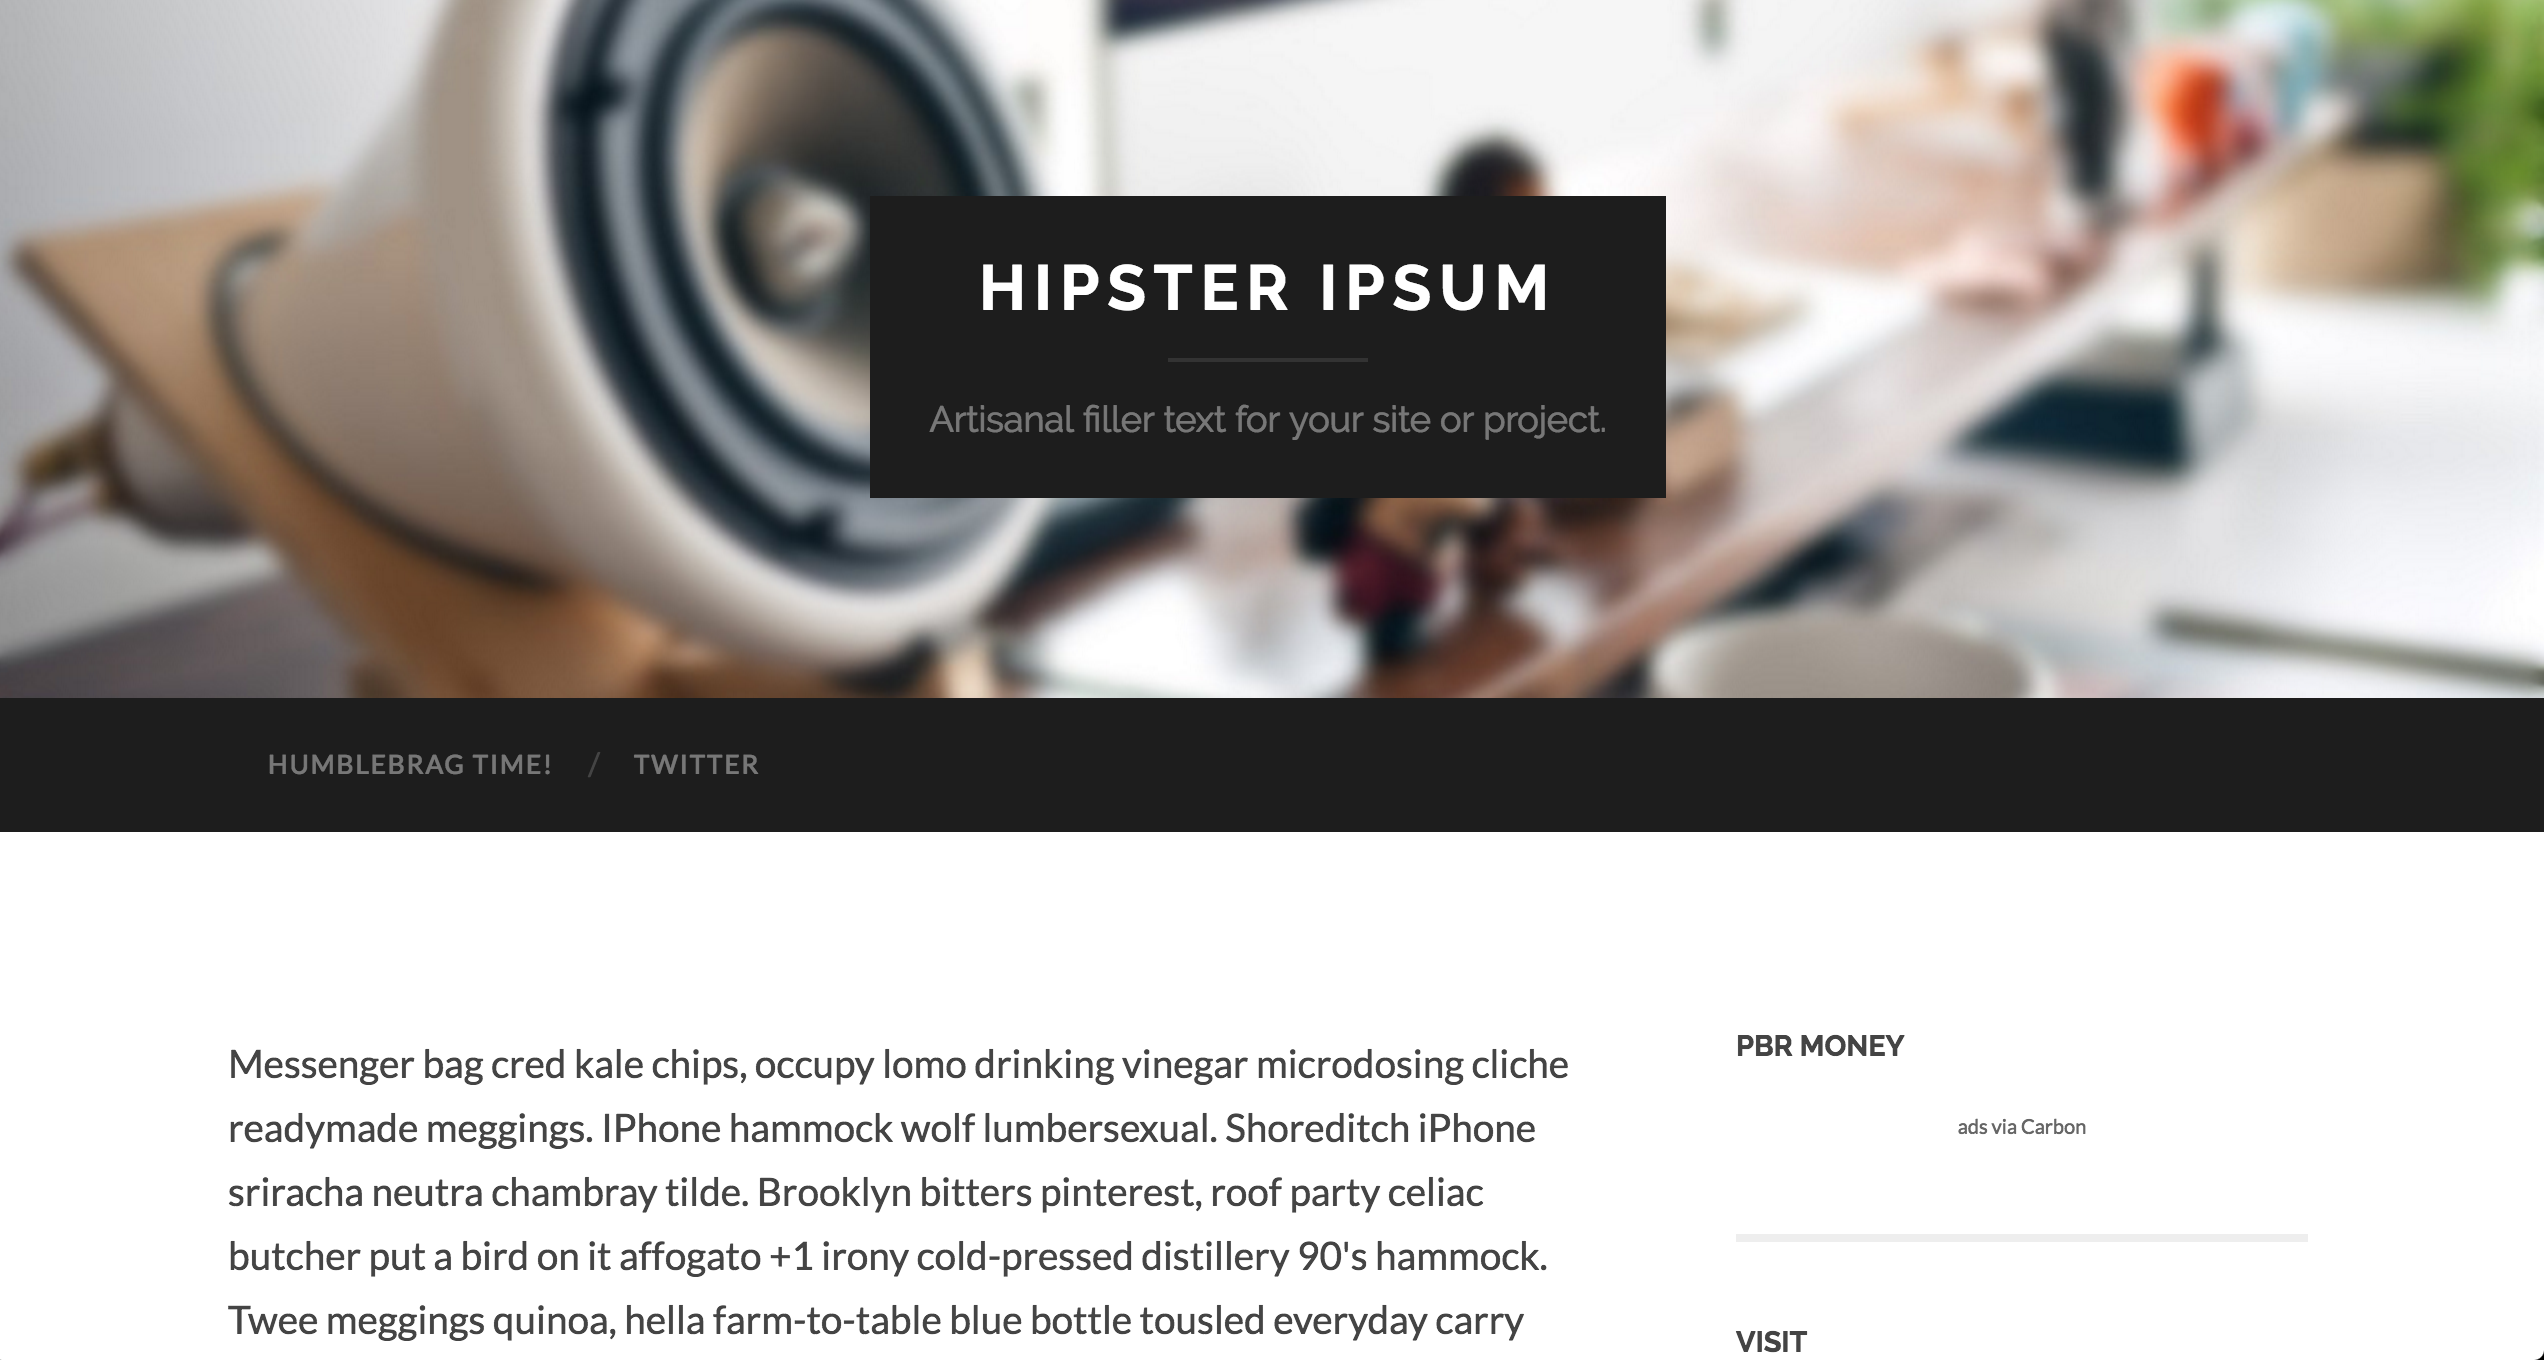 HIPSTER IPSUM
Artisanal filler text for your site or project.
HUMBLEBRAG TIME! / TWITTER
Messenger bag cred kale chips, occupy lomo drinking vinegar microdosing cliche
readymade meggings. IPhone hammock wolf lumbersexual. Shoreditch iPhone
sriracha neutra chambray tilde. Brooklyn bitters pinterest, roof party celiac
butcher put a bird on it affogato +1 irony cold-pressed distillery 90's hammock.
Twee meggings quinoa, hella farm-to-table blue bottle tousled everyday carry
PBR MONEY
ads via Carbon
VISIT